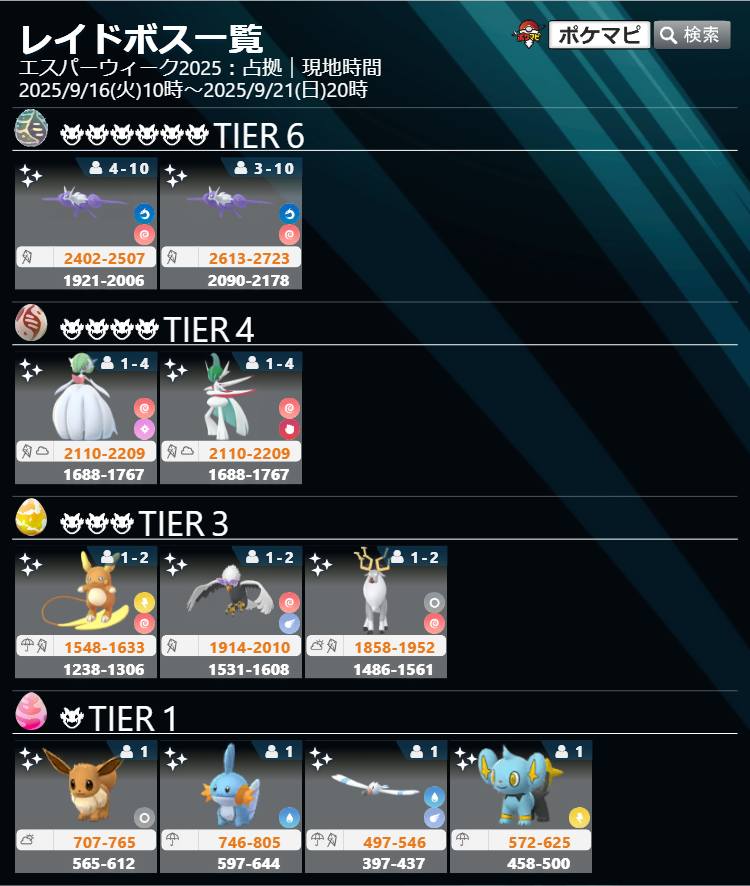 レイドボス一覧
ポケマピ 検索
エスパーウィーク2025：占拠｜現地時間
2025/9/16(火)10時～2025/9/21(日)20時
TIER 6
4-10 3-10
2402-2507 2613-2723
1921-2006 2090-2178
TIER 4
1-4 1-4
2110-2209 2110-2209
1688-1767 1688-1767
TIER 3
1-2 1-2 1-2
1548-1633 1914-2010 1858-1952
1238-1306 1531-1608 1486-1561
TIER 1
1 1 1 1
707-765 746-805 497-546 572-625
565-612 597-644 397-437 458-500